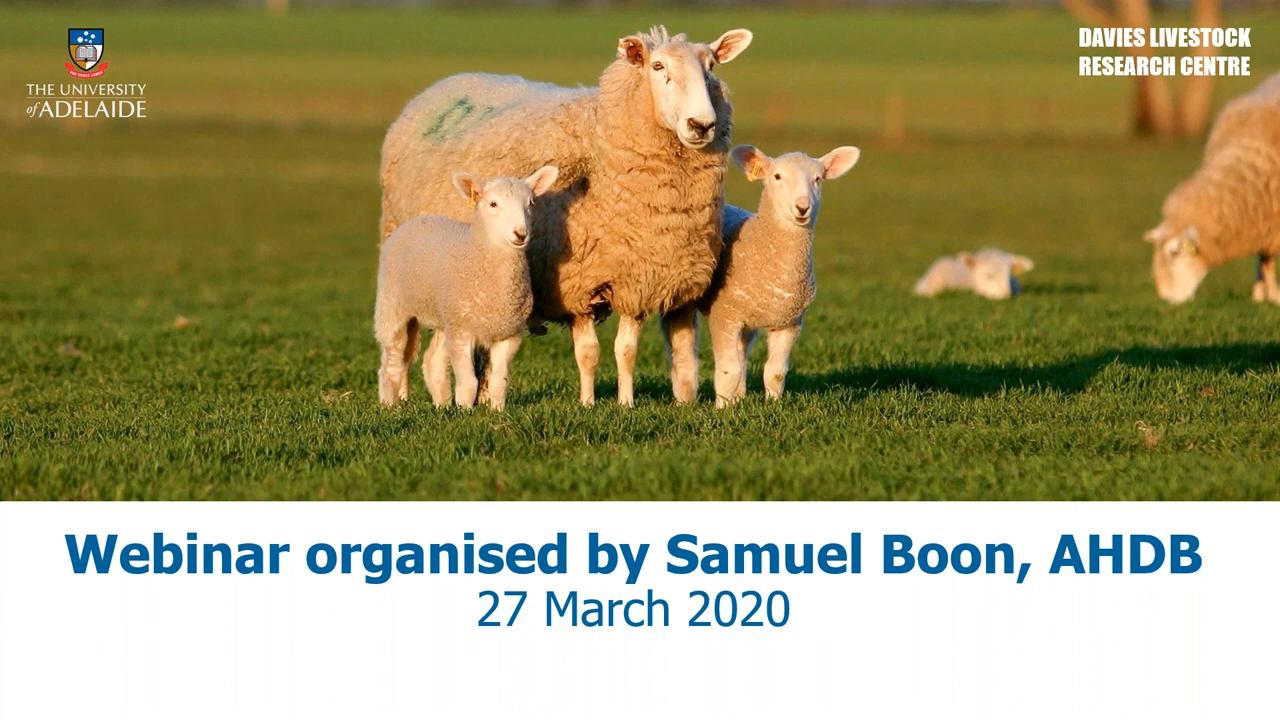 THE UNIVERSITY
of ADELAIDE
DAVIES LIVESTOCK
RESEARCH CENTRE
Webinar organised by Samuel Boon, AHDB
27 March 2020